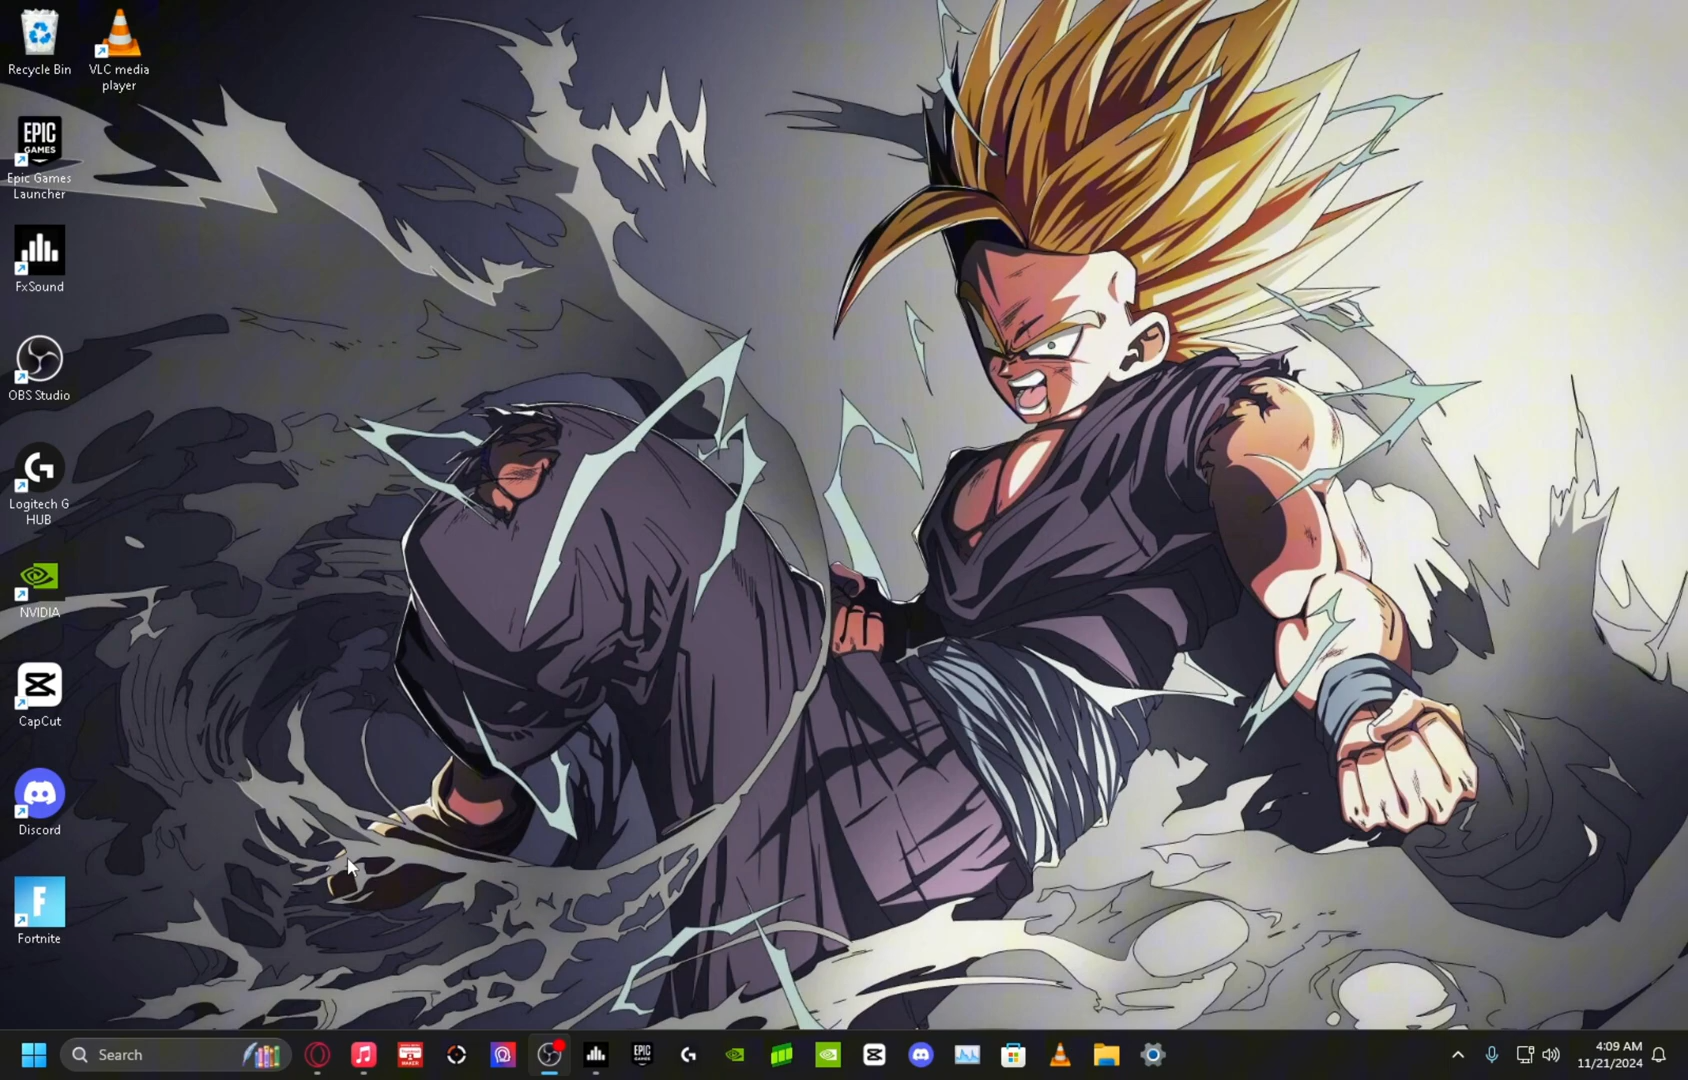 Recycle Bin
VLC media
player
EPIC
GAMES
Epic Games
Launcher
FxSound
OBS Studio
Logitech G
HUB
NVIDIA
CapCut
Discord
F
Fortnite
Search
EPIC
GAMES
4:09 AM
11/21/2024